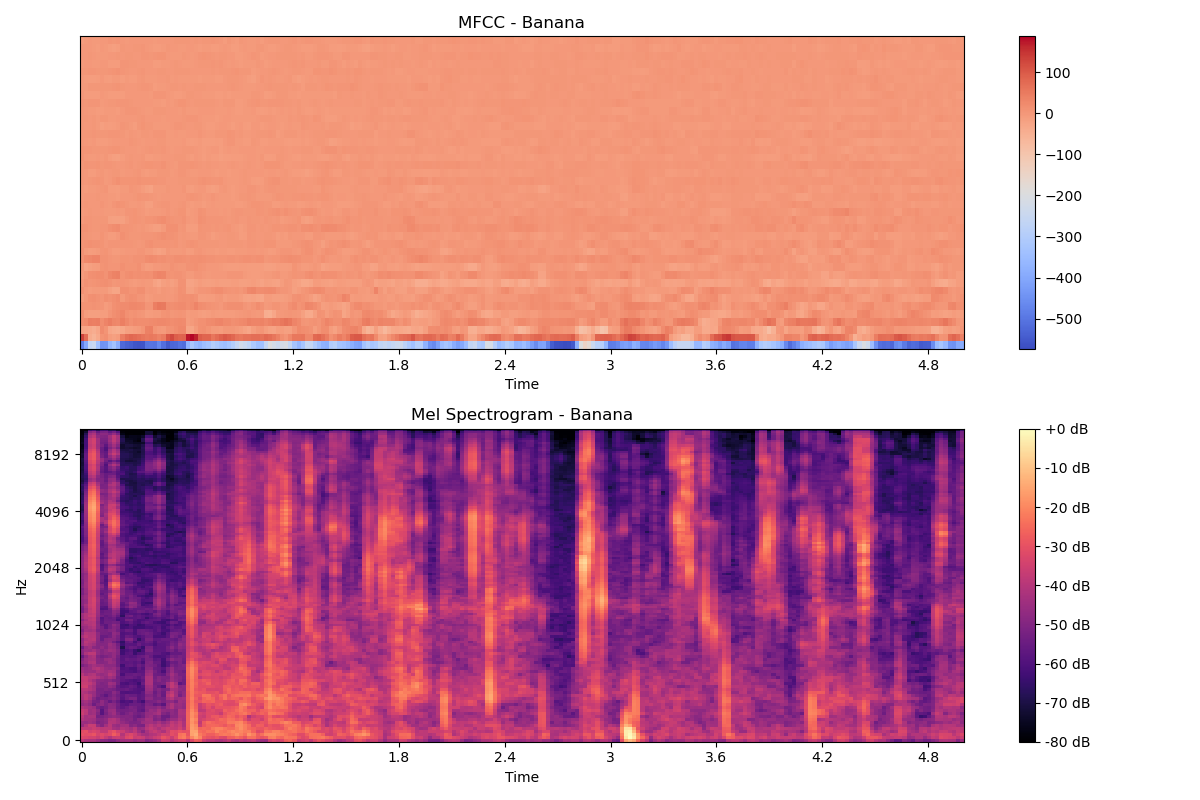 MFCC - Banana
100
0
−100
−200
−300
−400
−500
0 0.6 1.2 1.8 2.4 3 3.6 4.2 4.8
Time
Mel Spectrogram - Banana
Hz
8192
4096
2048
1024
512
0
+0 dB
-10 dB
-20 dB
-30 dB
-40 dB
-50 dB
-60 dB
-70 dB
-80 dB
0 0.6 1.2 1.8 2.4 3 3.6 4.2 4.8
Time